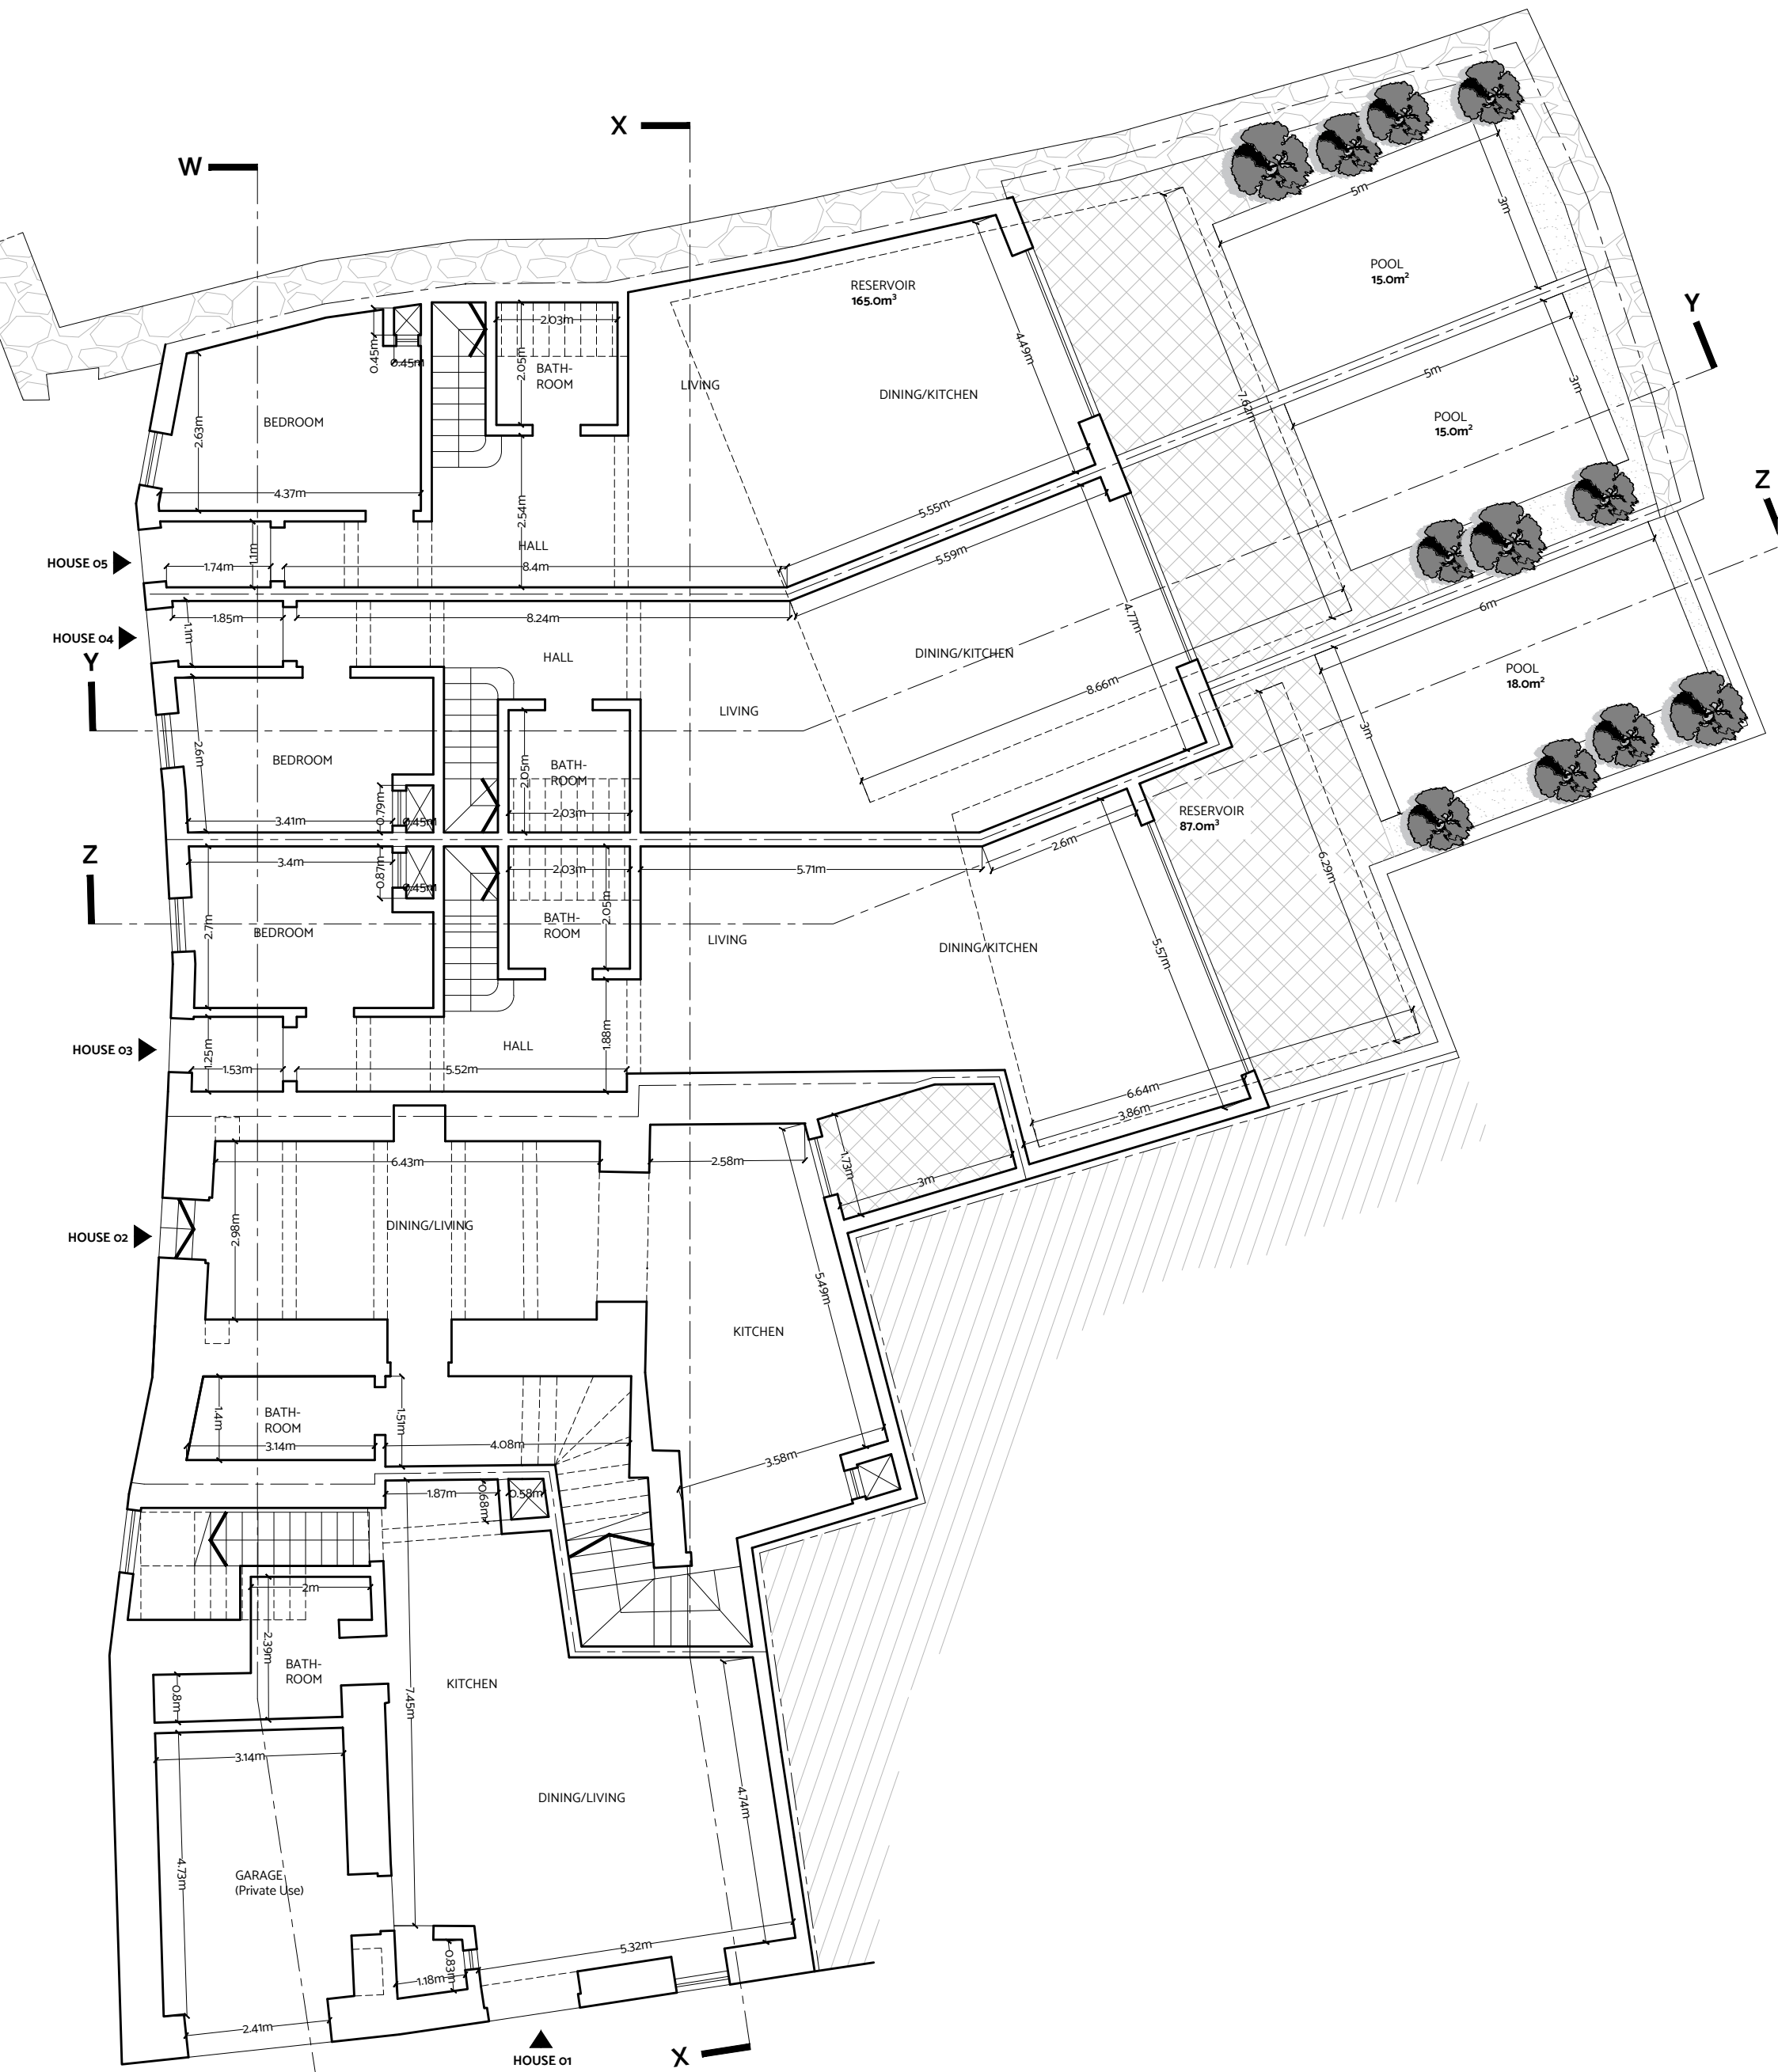 X
W
5m
3m
POOL
15.0m²
RESERVOIR
165.0m³
Y
2.03m
0.45m
0.45m
2.05m
BATH-
ROOM
4.49m
LIVING
DINING/KITCHEN
5m
3m
7.62m
POOL
15.0m²
BEDROOM
2.63m
4.37m
2.54m
5.55m
Z
HALL
1.1m
HOUSE 05
1.74m
8.4m
5.59m
6m
1.85m
8.24m
4.77m
1.1m
HOUSE 04
HALL
DINING/KITCHEN
Y
POOL
18.0m²
8.66m
LIVING
3m
2.6m
BEDROOM
2.05m
BATH-
ROOM
0.79m
3.41m
0.45m
2.03m
RESERVOIR
87.0m³
2.6m
Z
3.4m
0.87m
0.45m
2.03m
5.71m
6.29m
2.05m
BATH-
ROOM
2.7m
BEDROOM
LIVING
DINING/KITCHEN
5.57m
HOUSE 03
1.25m
HALL
1.88m
1.53m
5.52m
6.64m
3.86m
6.43m
2.58m
1.73m
3m
HOUSE 02
2.98m
DINING/LIVING
5.49m
KITCHEN
1.4m
BATH-
ROOM
1.51m
3.14m
4.08m
3.58m
1.87m
0.68m
0.58m
2m
2.39m
BATH-
ROOM
KITCHEN
0.8m
7.45m
3.14m
DINING/LIVING
4.74m
GARAGE
(Private Use)
4.73m
5.32m
0.83m
1.18m
2.41m
X
HOUSE 01